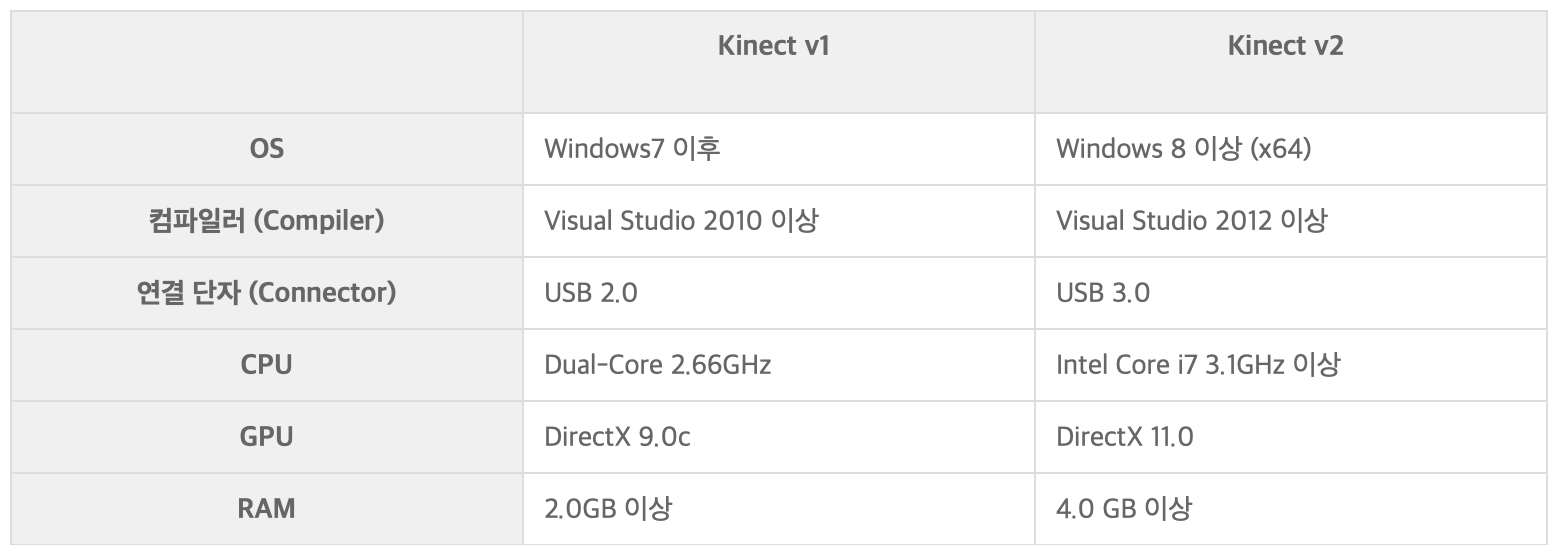 Kinect v1 Kinect v2
OS Windows7 이후 Windows 8 이상 (x64)
컴파일러 (Compiler) Visual Studio 2010 이상 Visual Studio 2012 이상
연결 단자 (Connector) USB 2.0 USB 3.0
CPU Dual-Core 2.66GHz Intel Core i7 3.1GHz 이상
GPU DirectX 9.0c DirectX 11.0
RAM 2.0GB 이상 4.0 GB 이상